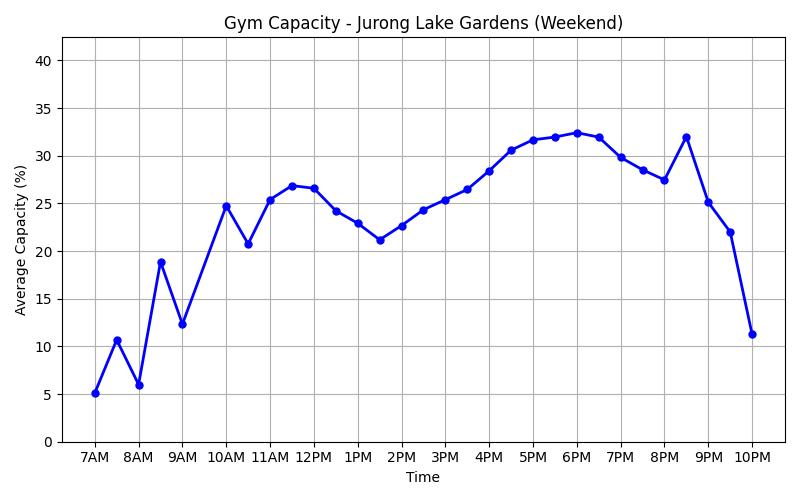 Gym Capacity - Jurong Lake Gardens (Weekend)
Average Capacity (%)
40
35
30
25
20
15
10
5
0
7AM 8AM 9AM 10AM 11AM 12PM 1PM 2PM 3PM 4PM 5PM 6PM 7PM 8PM 9PM 10PM
Time